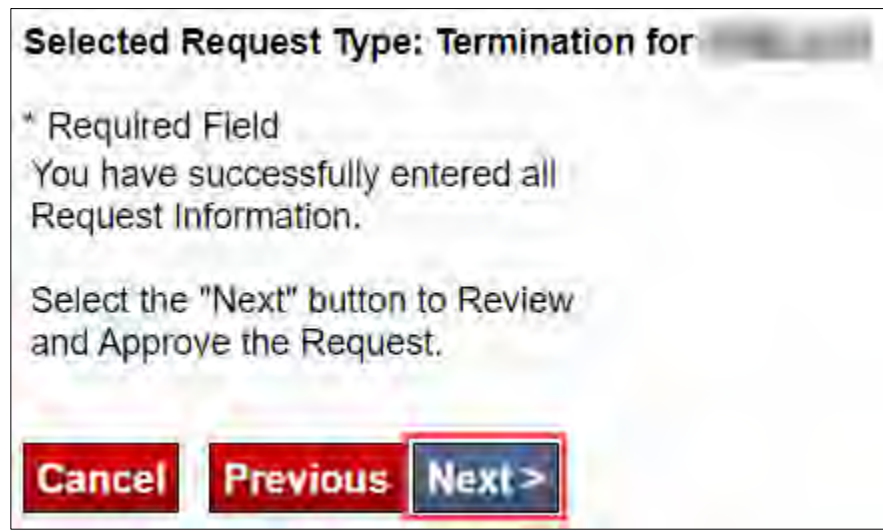 Selected Request Type: Termination for
* Required Field
You have successfully entered all
Request Information.
Select the "Next" button to Review
and Approve the Request.
Cancel Previous Next >